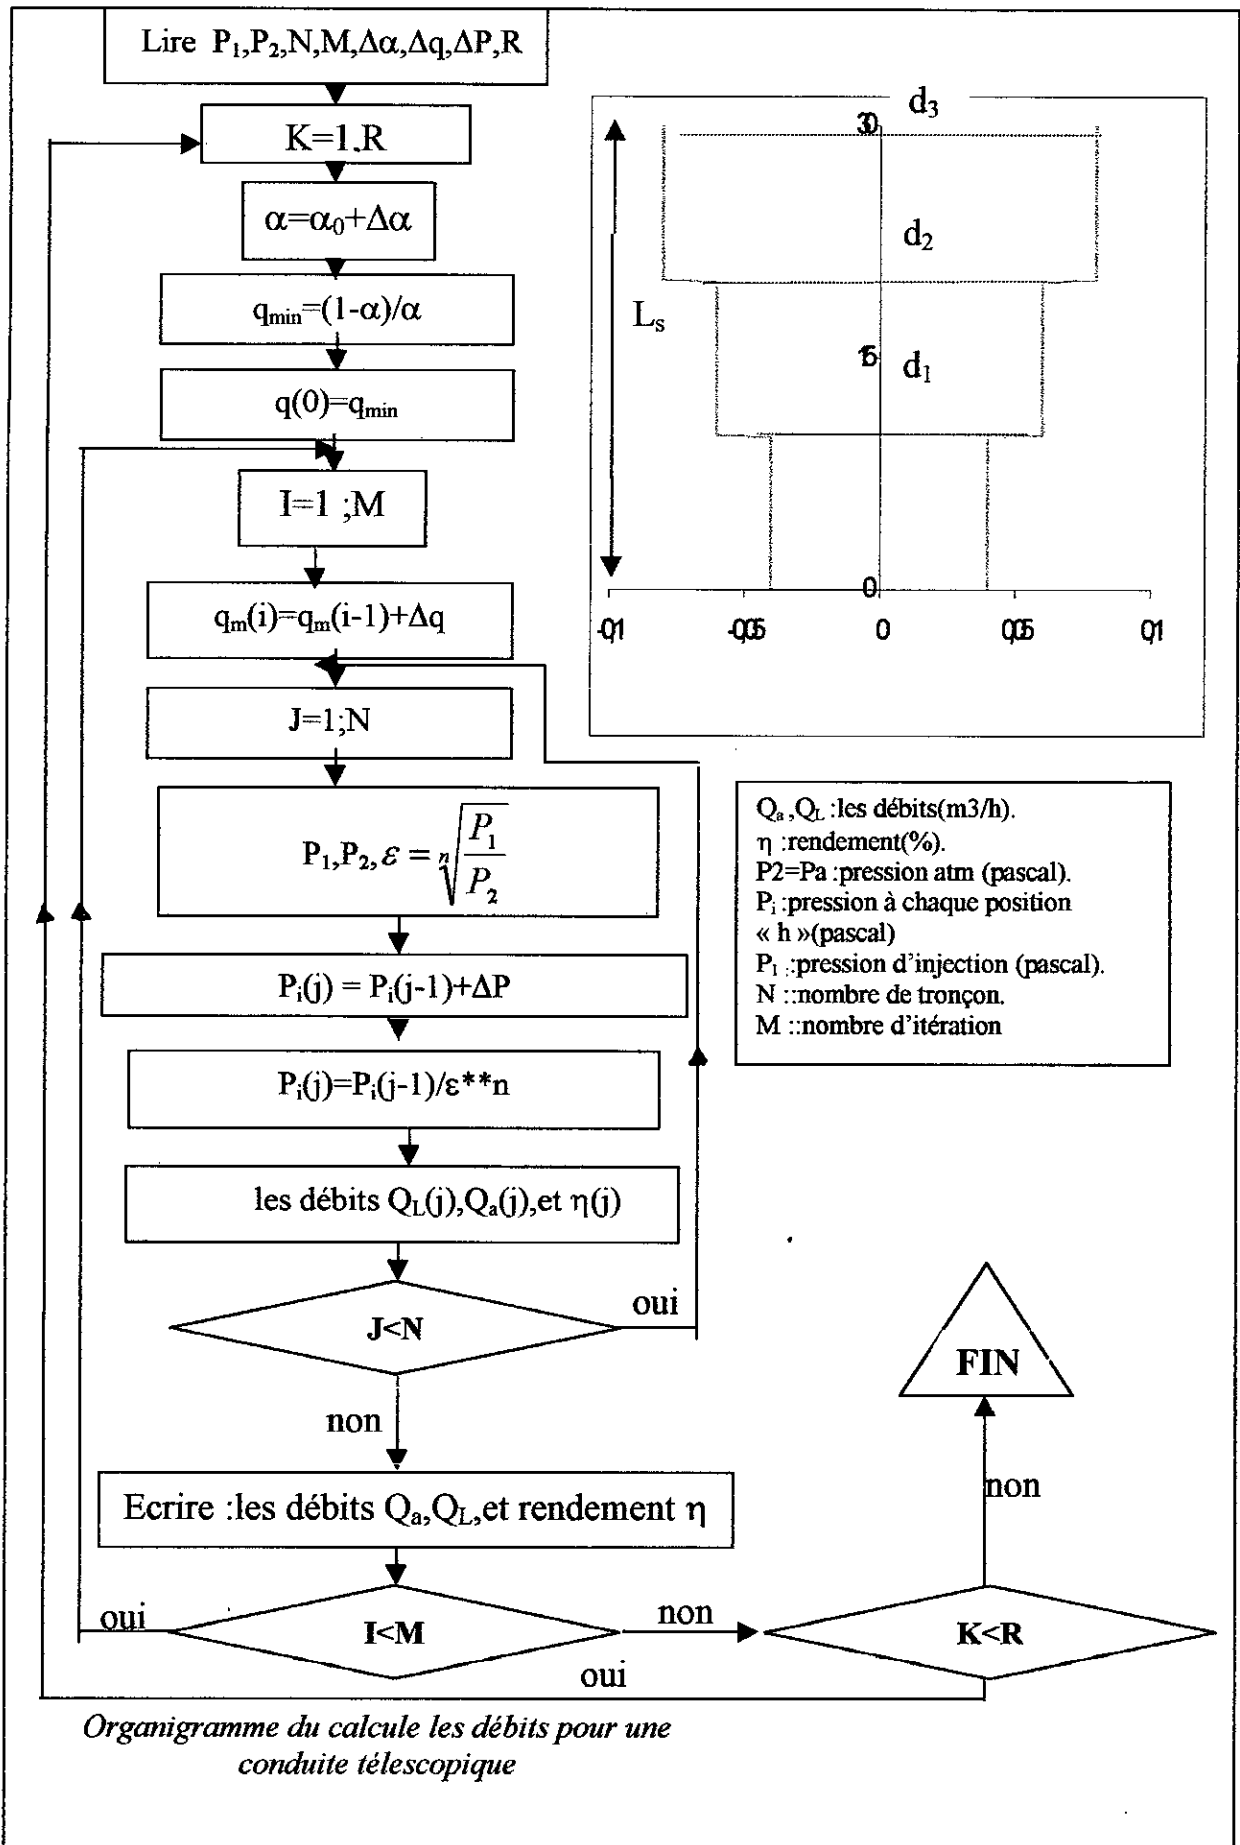 Lire P₁,P₂,N,M,Δα,Δq,ΔP,R
K=1,R
α=α₀+Δα
qmin=(1-α)/α
q(0)=qmin
I=1 ;M
qm(i)=qm(i-1)+Δq
J=1;N
P₁,P₂, ε = ⁿ√(P₁/P₂)
Pᵢ(j) = Pᵢ(j-1)+ΔP
Pᵢ(j)=Pᵢ(j-1)/ε**n
les débits QL(j),Qa(j),et η(j)
J<N
oui
non
Ecrire :les débits Qa,QL,et rendement η
I<M
oui
non
K<R
oui
non
FIN
d₃
30
d₂
Ls
15
d₁
0
-0,1
-0,05
0
0,05
0,1
Qa ,QL :les débits(m3/h).
η :rendement(%).
P2=Pa :pression atm (pascal).
Pᵢ :pression à chaque position
« h »(pascal)
P₁ :pression d'injection (pascal).
N ::nombre de tronçon.
M ::nombre d'itération
Organigramme du calcule les débits pour une
conduite télescopique